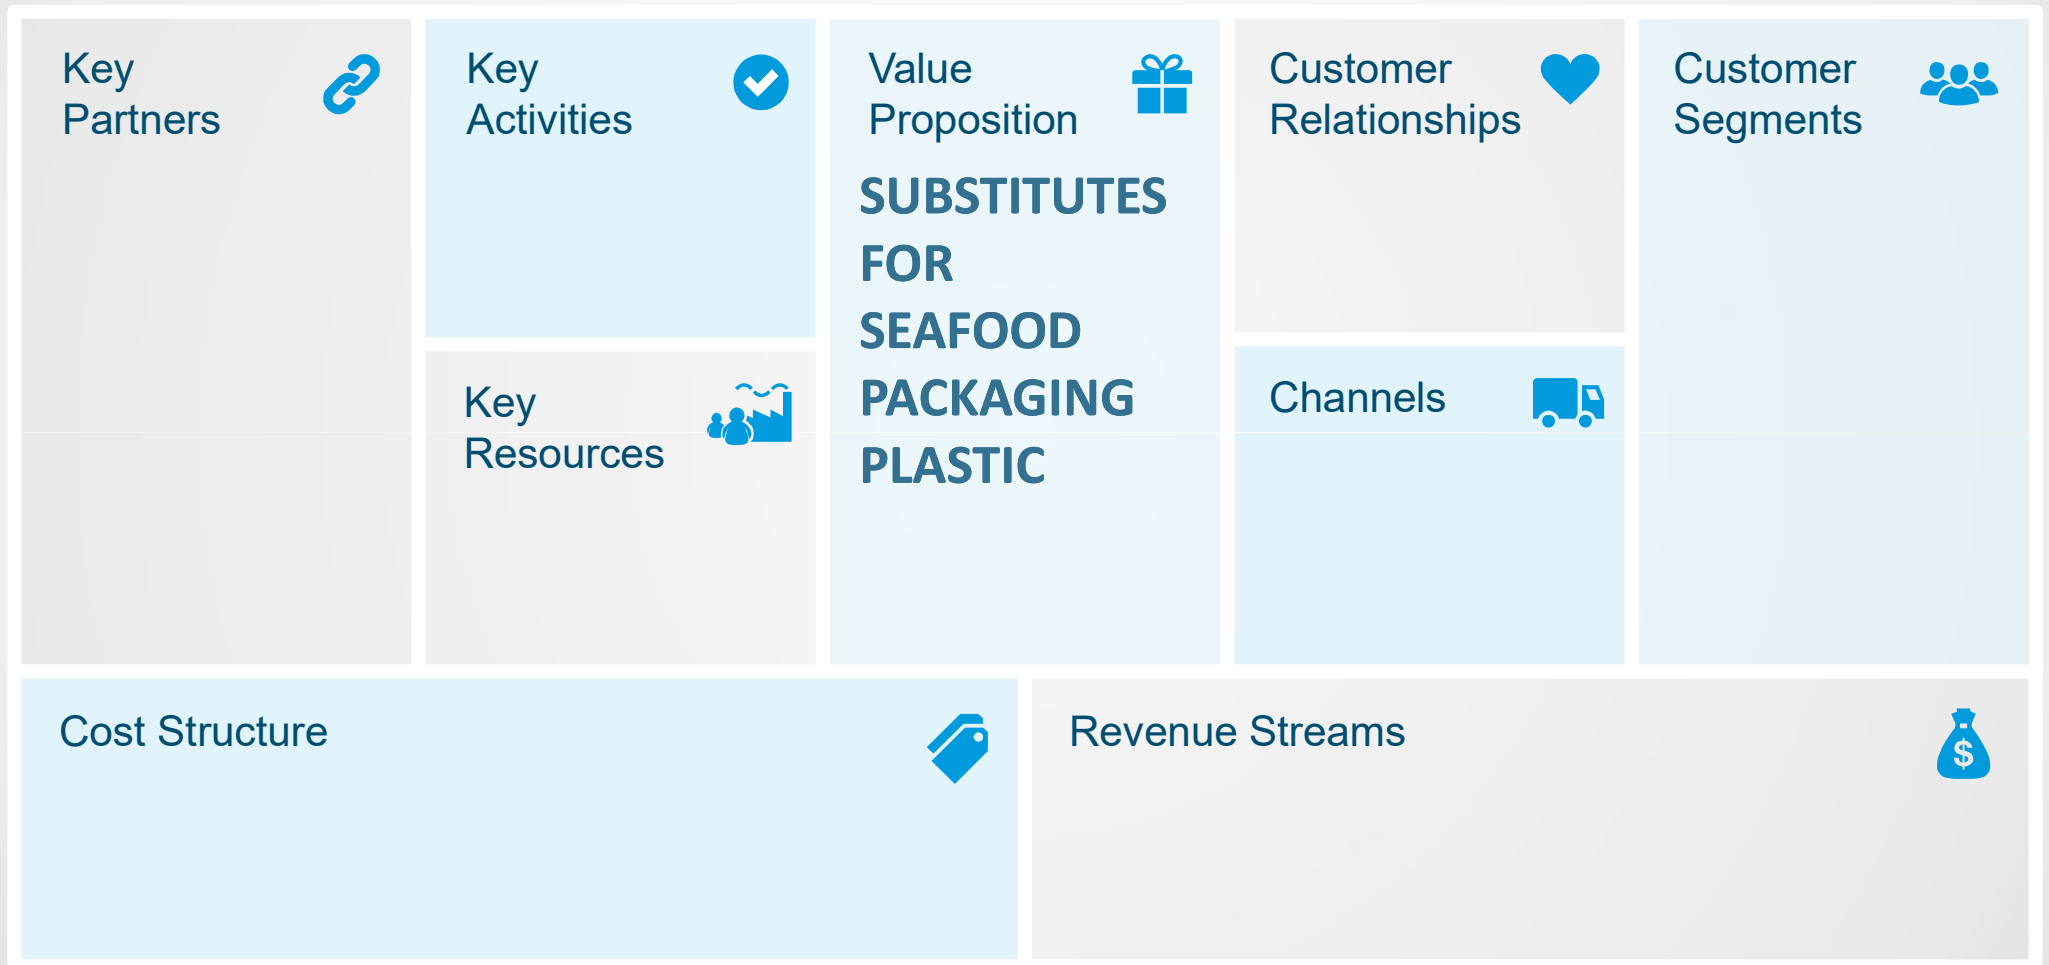 Key
Partners
Key
Activities
Value
Proposition
SUBSTITUTES
FOR
SEAFOOD
PACKAGING
PLASTIC
Customer
Relationships
Customer
Segments
Key
Resources
Channels
Cost Structure
Revenue Streams
$